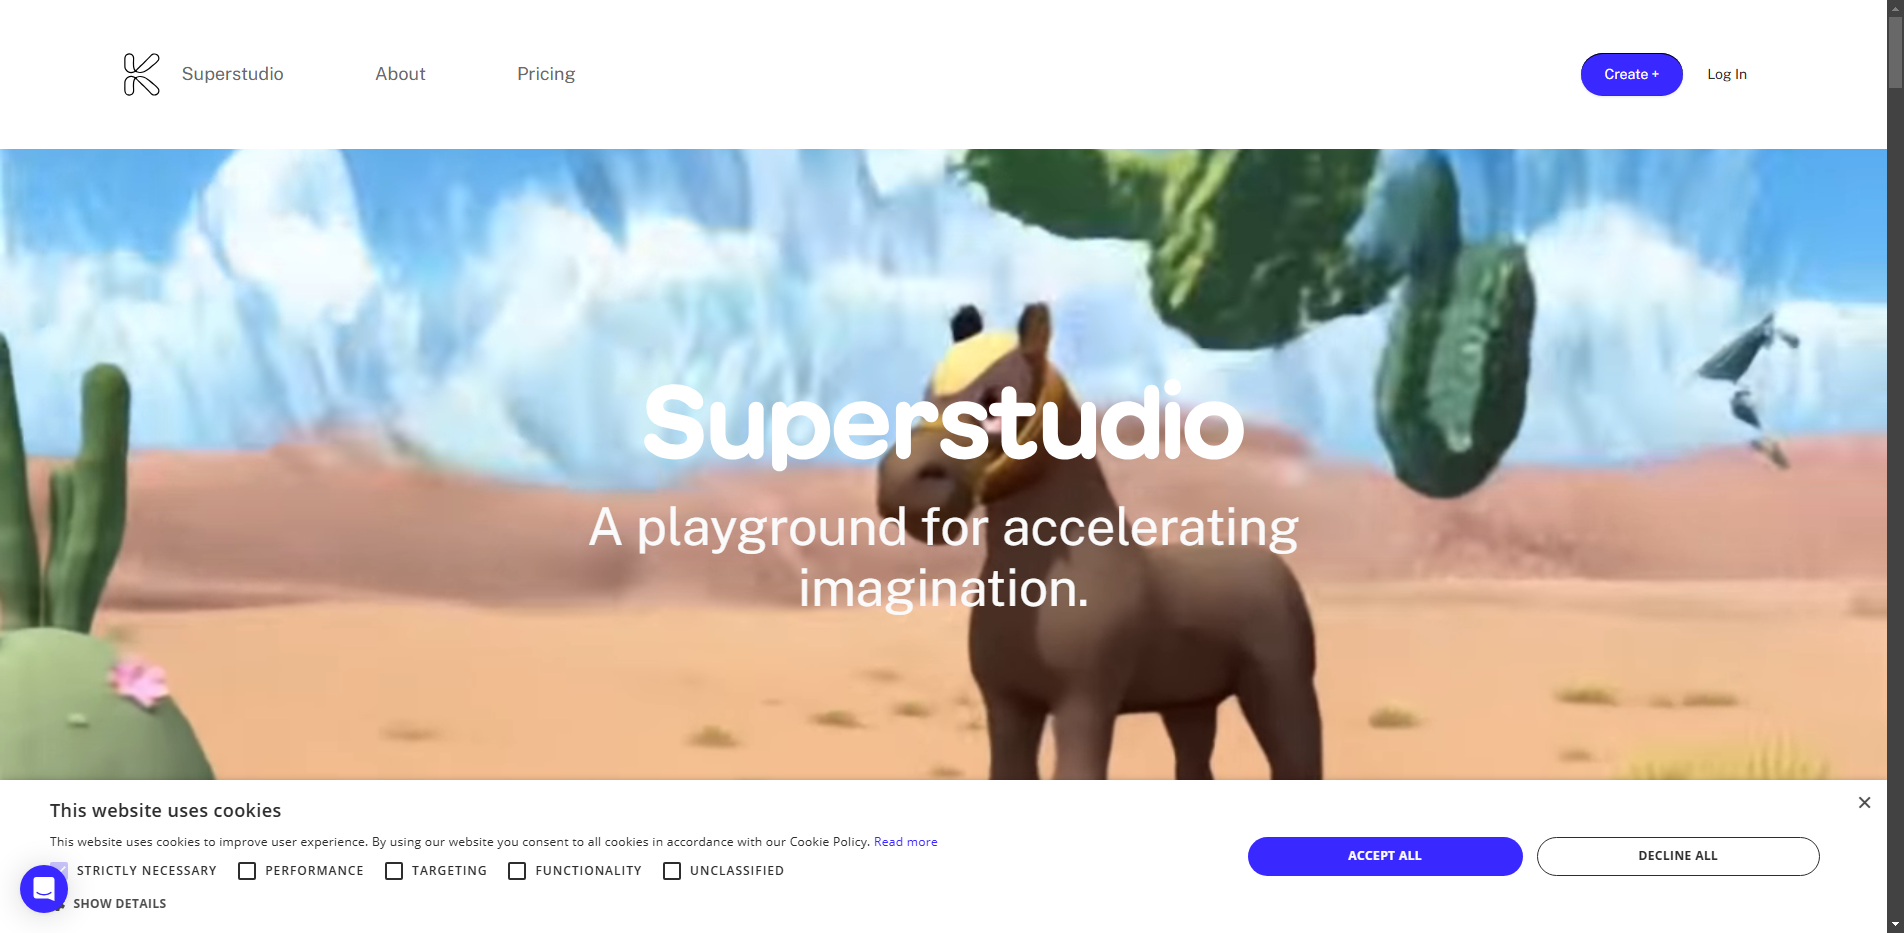 Superstudio
About
Pricing
Create +
Log In
Superstudio
A playground for accelerating
imagination.
This website uses cookies
This website uses cookies to improve user experience. By using our website you consent to all cookies in accordance with our Cookie Policy. Read more
STRICTLY NECESSARY
PERFORMANCE
TARGETING
FUNCTIONALITY
UNCLASSIFIED
SHOW DETAILS
ACCEPT ALL
DECLINE ALL